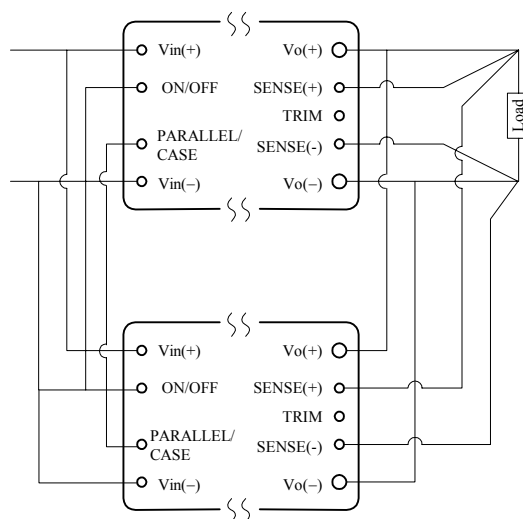 Vin(+)
Vo(+)
ON/OFF
SENSE(+)
TRIM
PARALLEL/
CASE
SENSE(-)
Vin(−)
Vo(−)
Load
Vin(+)
Vo(+)
ON/OFF
SENSE(+)
TRIM
PARALLEL/
CASE
SENSE(-)
Vin(−)
Vo(−)